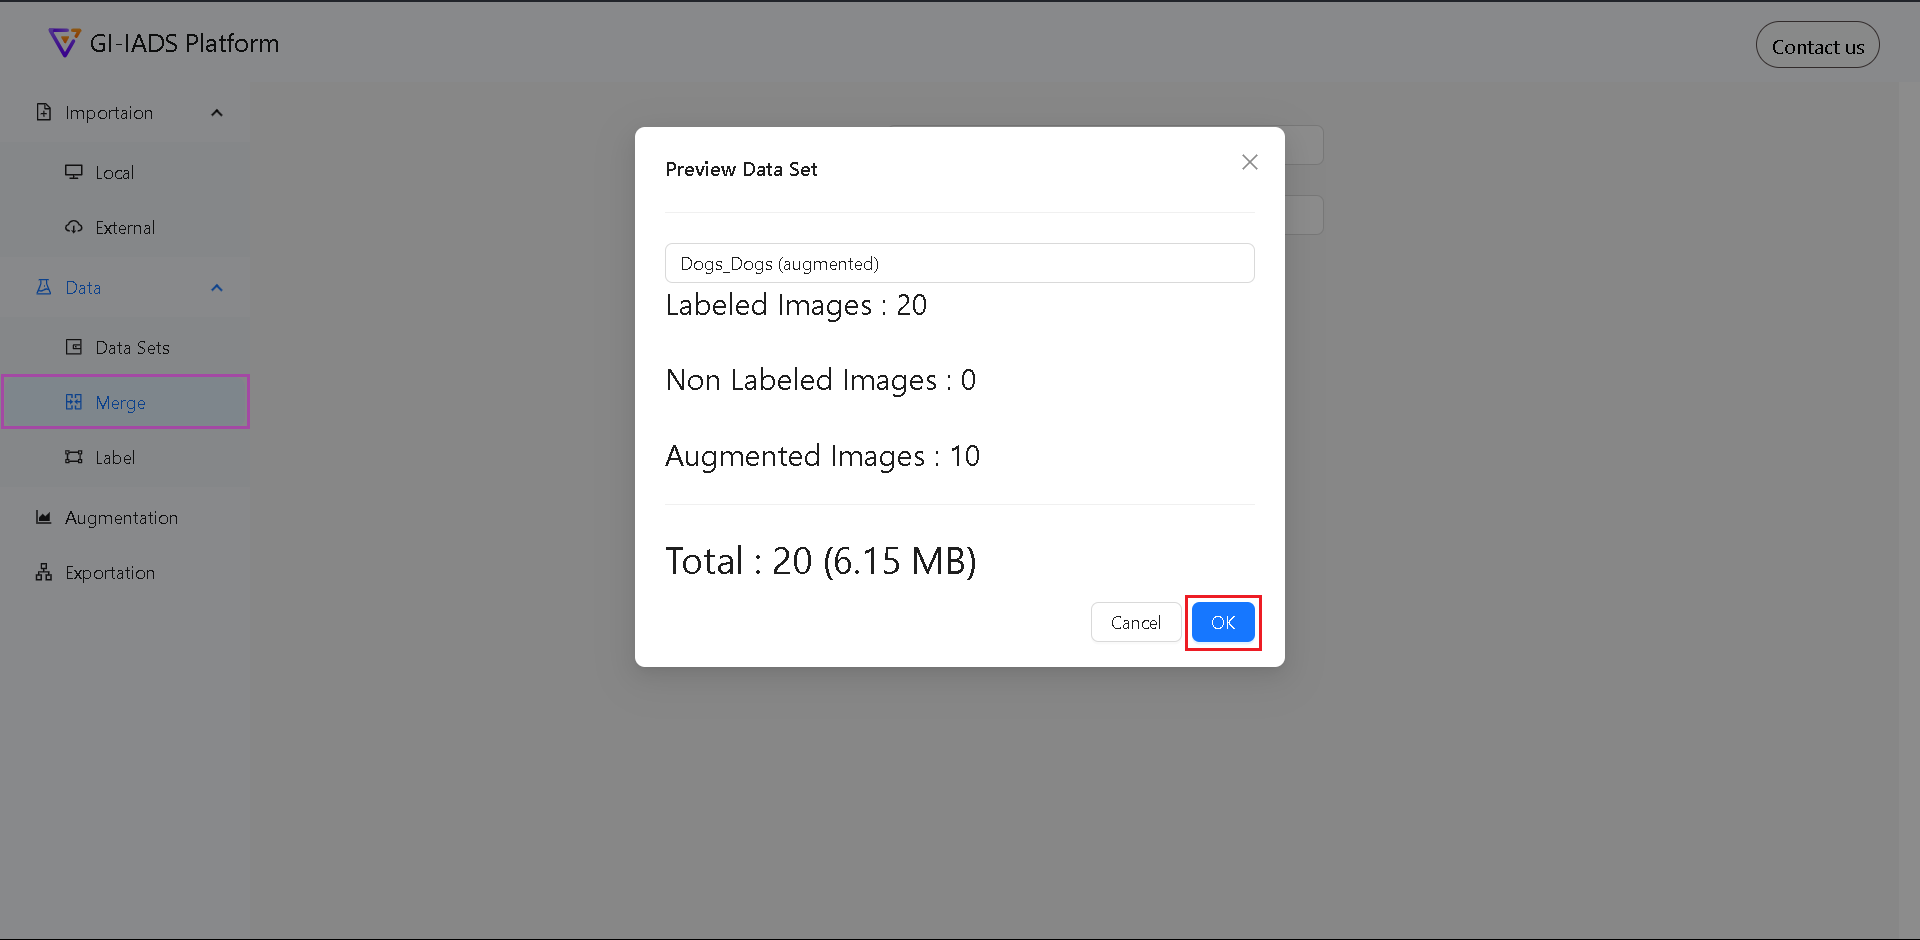 GI-IADS Platform
Contact us
Importaion
Local
External
Data
Data Sets
Merge
Label
Augmentation
Exportation
Preview Data Set
Dogs_Dogs (augmented)
Labeled Images : 20
Non Labeled Images : 0
Augmented Images : 10
Total : 20 (6.15 MB)
Cancel
OK